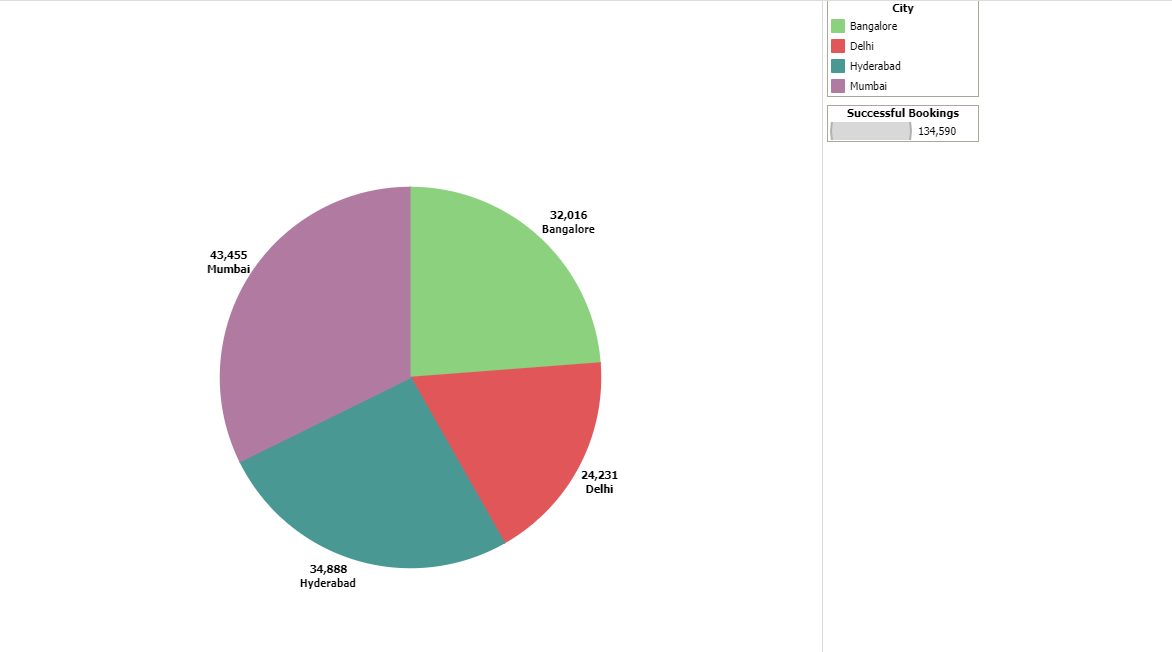 City
Bangalore
Delhi
Hyderabad
Mumbai
Successful Bookings
134,590
32,016
Bangalore
43,455
Mumbai
24,231
Delhi
34,888
Hyderabad